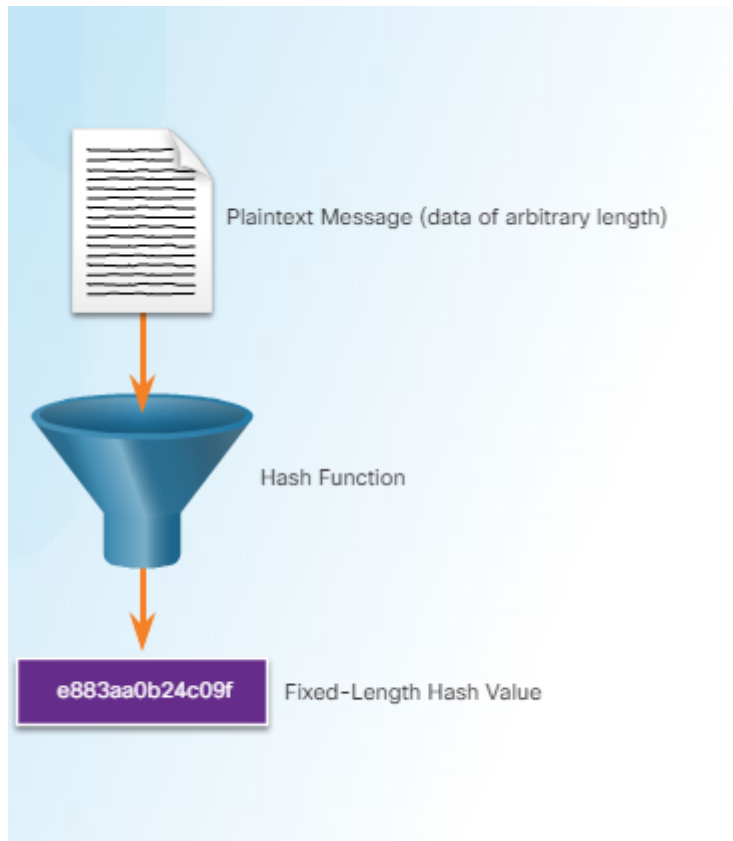 Plaintext Message (data of arbitrary length)
Hash Function
e883aa0b24c09f
Fixed-Length Hash Value